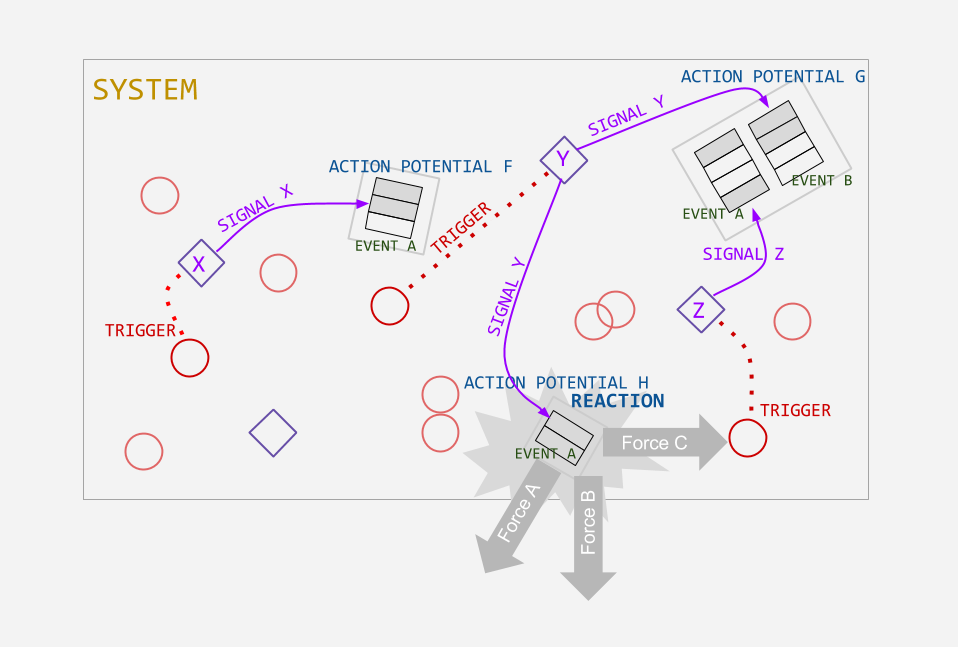 SYSTEM
ACTION POTENTIAL G
SIGNAL Y
Y
ACTION POTENTIAL F
EVENT B
SIGNAL X
EVENT A
TRIGGER
EVENT A
SIGNAL Z
X
SIGNAL Y
Z
TRIGGER
ACTION POTENTIAL H
REACTION
TRIGGER
Force C
EVENT A
Force A
Force B